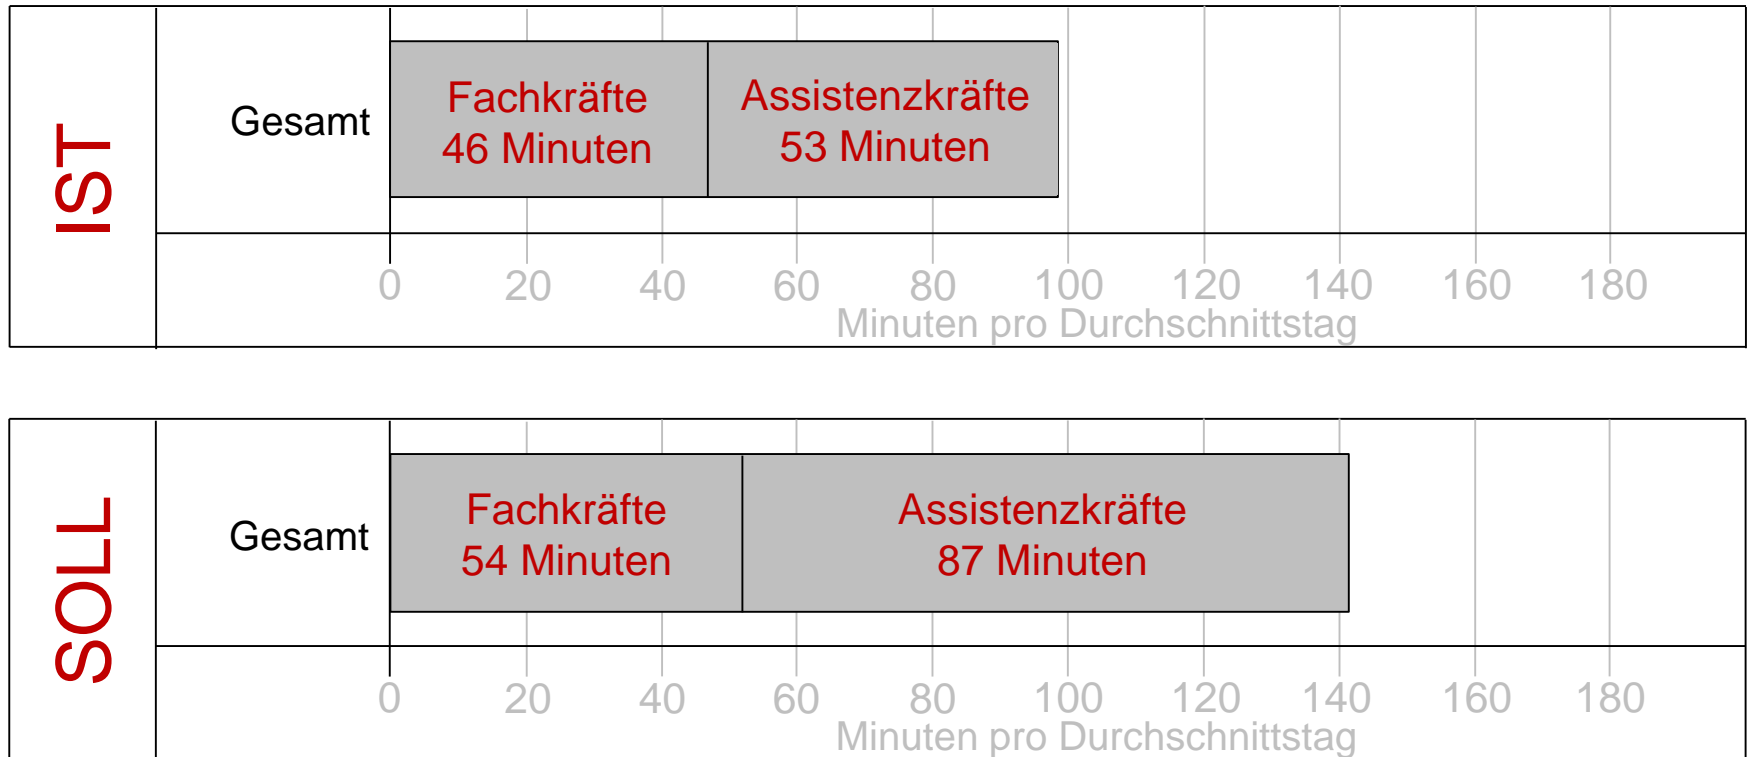 IST
Gesamt
Fachkräfte
46 Minuten
Assistenzkräfte
53 Minuten
0 20 40 60 80 100 120 140 160 180
Minuten pro Durchschnittstag
SOLL
Gesamt
Fachkräfte
54 Minuten
Assistenzkräfte
87 Minuten
0 20 40 60 80 100 120 140 160 180
Minuten pro Durchschnittstag